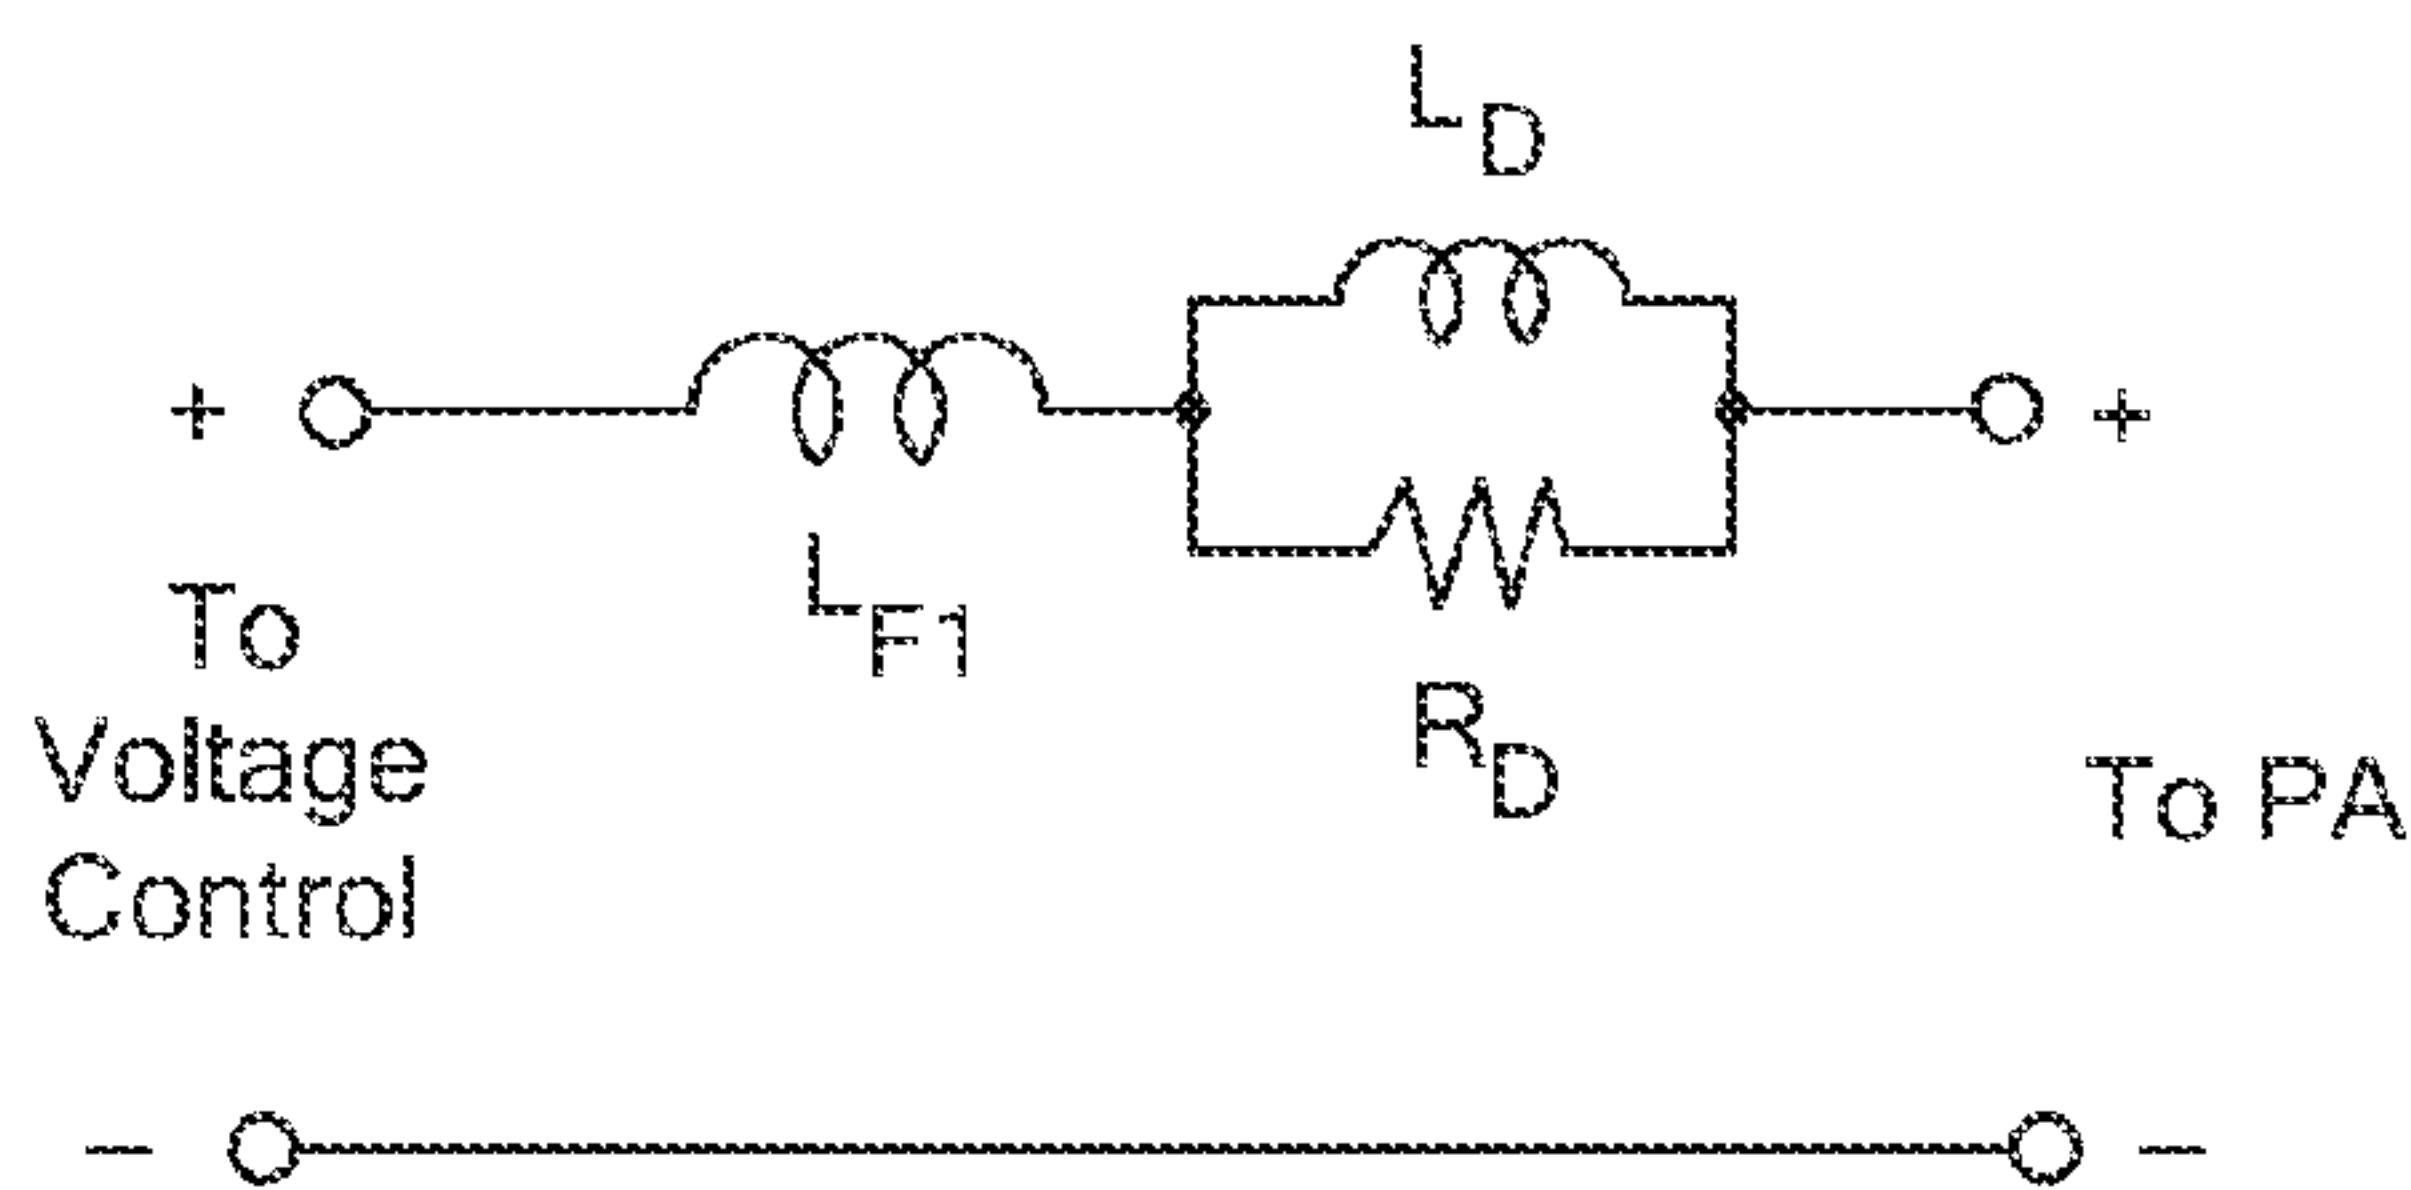 L_D
+
+
L_F1
To
Voltage
Control
R_D
To PA
−
−